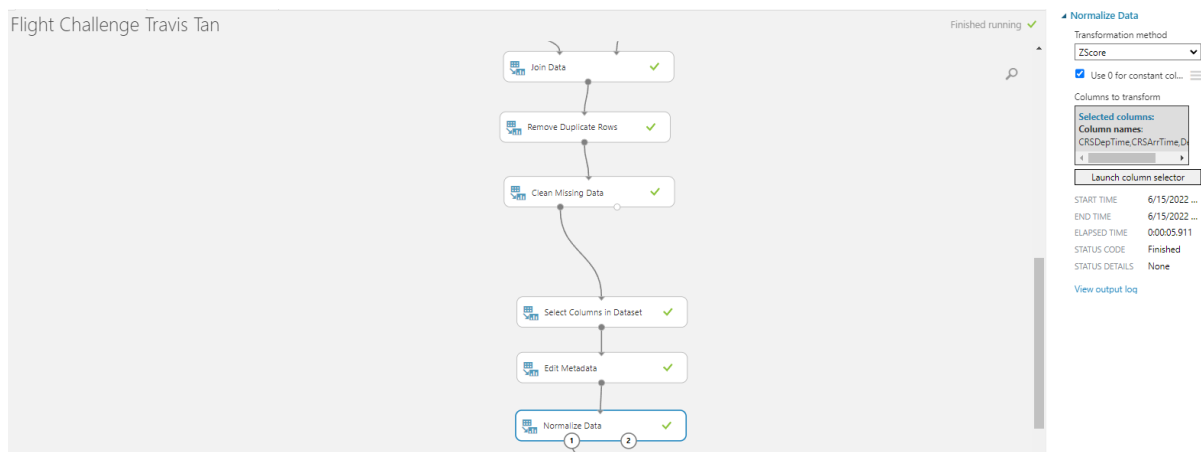 Flight Challenge Travis Tan
Finished running
Join Data
Remove Duplicate Rows
Clean Missing Data
Select Columns in Dataset
Edit Metadata
Normalize Data
1
2
Normalize Data
Transformation method
ZScore
Use 0 for constant col...
Columns to transform
Selected columns:
Column names:
CRSDepTime,CRSArrTime,De
Launch column selector
START TIME 6/15/2022 ...
END TIME 6/15/2022 ...
ELAPSED TIME 0:00:05.911
STATUS CODE Finished
STATUS DETAILS None
View output log